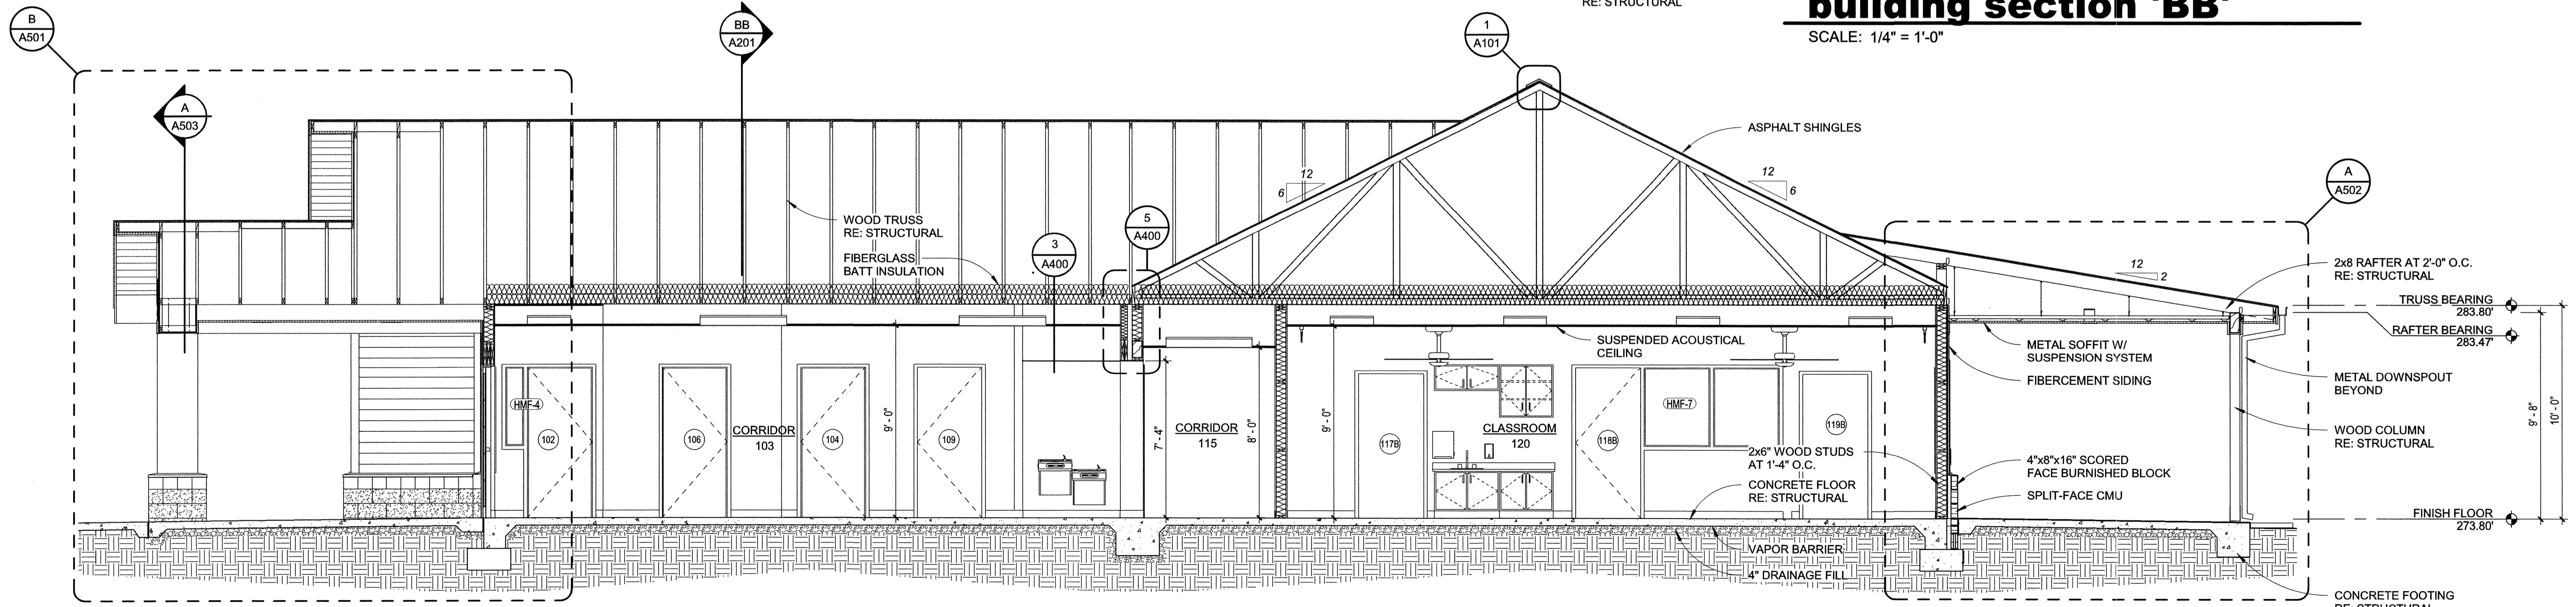 RE: STRUCTURAL
building section 'BB'
SCALE: 1/4" = 1'-0"
B
A501
BB
A201
1
A101
A
A503
ASPHALT SHINGLES
12
6
12
6
A
A502
WOOD TRUSS
RE: STRUCTURAL
5
A400
3
A400
FIBERGLASS
BATT INSULATION
12
2
2x8 RAFTER AT 2'-0" O.C.
RE: STRUCTURAL
TRUSS BEARING
283.80'
RAFTER BEARING
283.47'
SUSPENDED ACOUSTICAL
CEILING
METAL SOFFIT W/
SUSPENSION SYSTEM
FIBERCEMENT SIDING
METAL DOWNSPOUT
BEYOND
HMF-4
102
106
CORRIDOR
103
104
9' - 0"
109
7' - 4"
CORRIDOR
115
8' - 0"
9' - 0"
117B
CLASSROOM
120
118B
HMF-7
119B
9' - 8"
10' - 0"
WOOD COLUMN
RE: STRUCTURAL
2x6" WOOD STUDS
AT 1'-4" O.C.
4"x8"x16" SCORED
FACE BURNISHED BLOCK
CONCRETE FLOOR
RE: STRUCTURAL
SPLIT-FACE CMU
FINISH FLOOR
273.80'
VAPOR BARRIER
4" DRAINAGE FILL
CONCRETE FOOTING
RE: STRUCTURAL